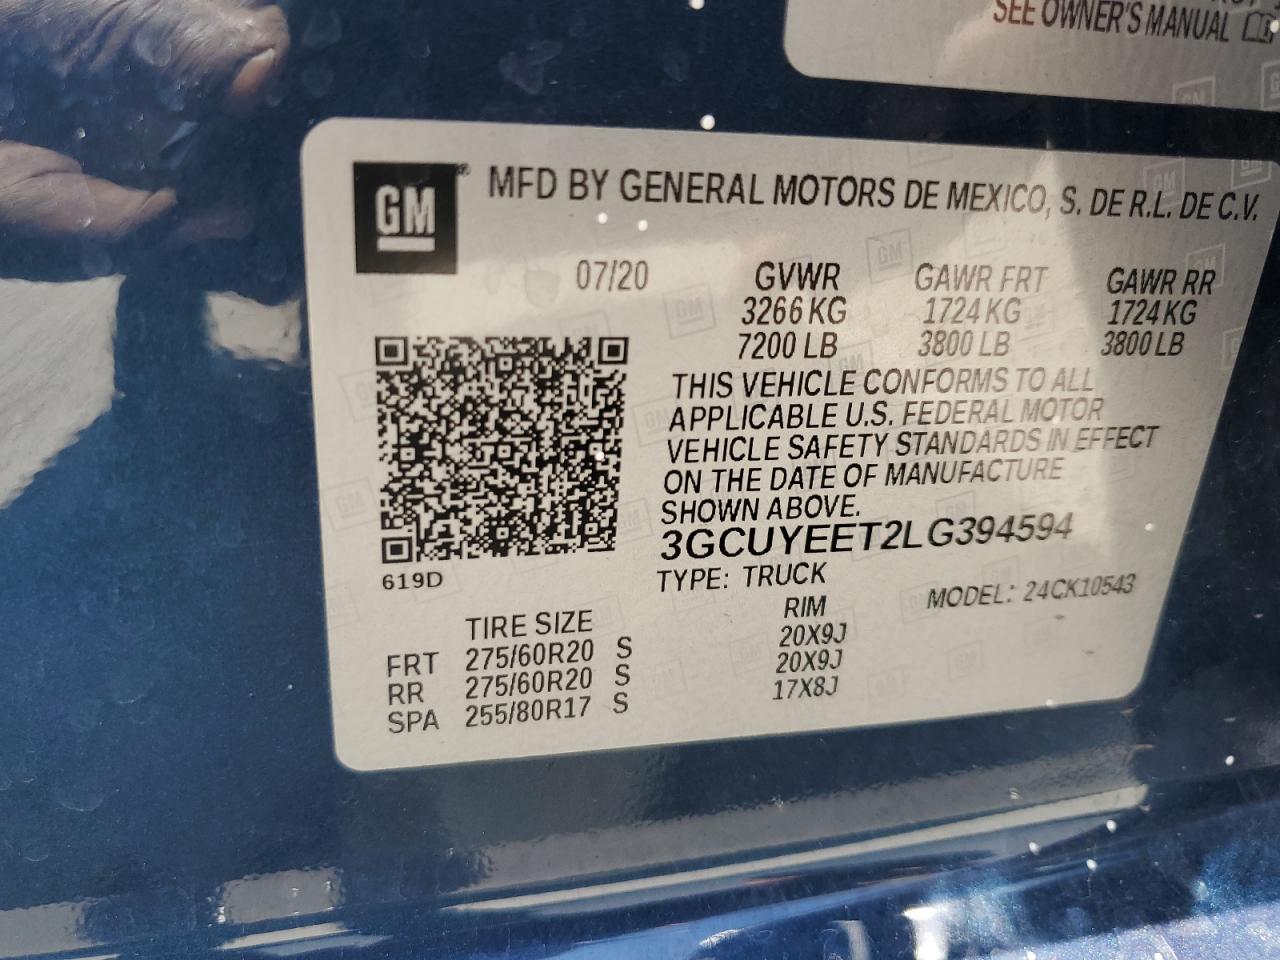 SEE OWNER'S MANUAL
GM
MFD BY GENERAL MOTORS DE MEXICO, S. DE R.L. DE C.V.
07/20 GVWR GAWR FRT GAWR RR
3266 KG 1724 KG 1724 KG
7200 LB 3800 LB 3800 LB
THIS VEHICLE CONFORMS TO ALL
APPLICABLE U.S. FEDERAL MOTOR
VEHICLE SAFETY STANDARDS IN EFFECT
ON THE DATE OF MANUFACTURE
SHOWN ABOVE.
3GCUYEET2LG394594
619D
TYPE: TRUCK MODEL: 24CK10543
TIRE SIZE RIM
FRT 275/60R20 S 20X9J
RR 275/60R20 S 20X9J
SPA 255/80R17 S 17X8J